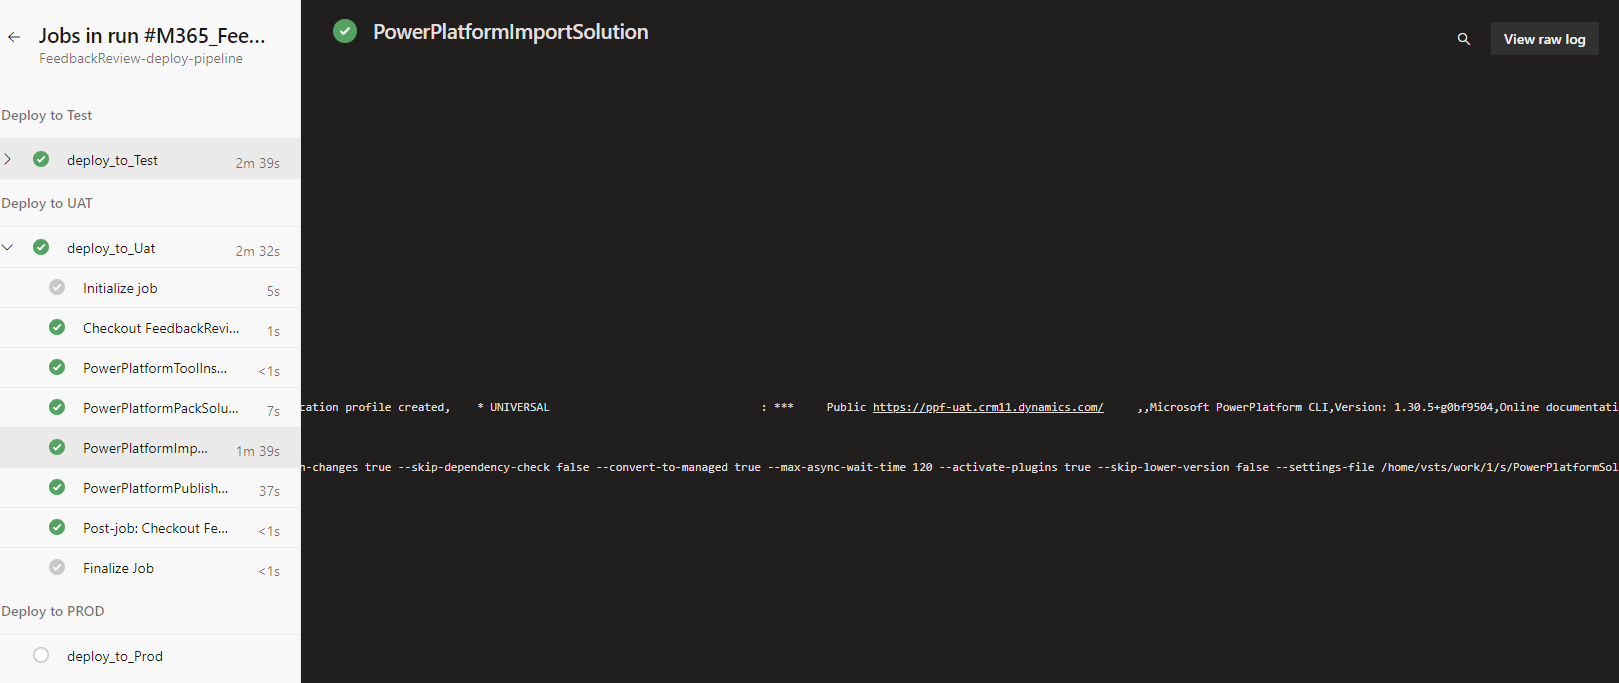 Jobs in run #M365_Fee...
FeedbackReview-deploy-pipeline
Deploy to Test
deploy_to_Test 2m 39s
Deploy to UAT
deploy_to_Uat 2m 32s
Initialize job 5s
Checkout FeedbackRevi... 1s
PowerPlatformToolIns... <1s
PowerPlatformPackSolu... 7s
PowerPlatformImp... 1m 39s
PowerPlatformPublish... 37s
Post-job: Checkout Fe... <1s
Finalize Job <1s
Deploy to PROD
deploy_to_Prod
PowerPlatformImportSolution
View raw log
cation profile created, * UNIVERSAL : *** Public https://ppf-uat.crm11.dynamics.com/ ,,Microsoft PowerPlatform CLI,Version: 1.30.5+g0bf9504,Online documentati
n-changes true --skip-dependency-check false --convert-to-managed true --max-async-wait-time 120 --activate-plugins true --skip-lower-version false --settings-file /home/vsts/work/1/s/PowerPlatformSol